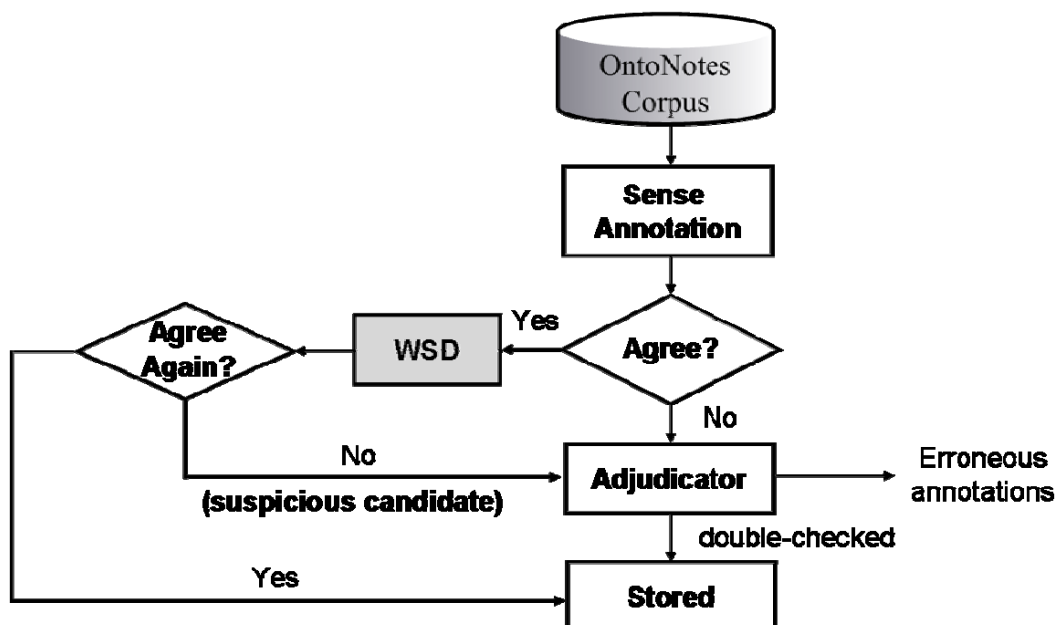 OntoNotes
Corpus
Sense
Annotation
Agree?
Yes
WSD
Agree
Again?
No
No
(suspicious candidate)
Adjudicator
Erroneous
annotations
double-checked
Yes
Stored